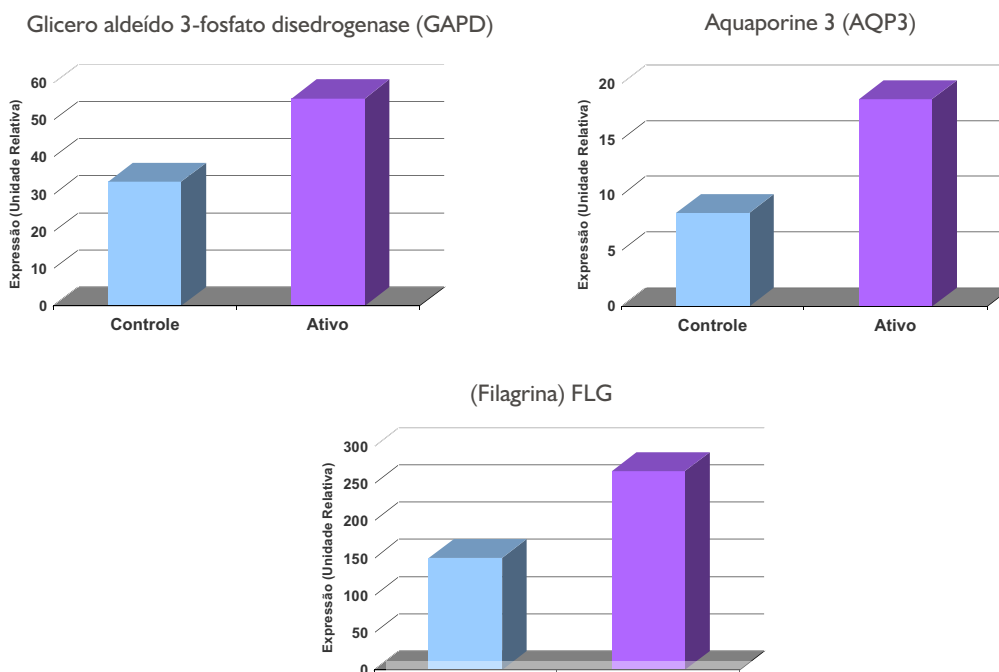 Glicero aldeído 3-fosfato disedrogenase (GAPD)
Expressão (Unidade Relativa)
60
50
40
30
20
10
0
Controle
Ativo
Aquaporine 3 (AQP3)
Expressão (Unidade Relativa)
20
15
10
5
0
Controle
Ativo
(Filagrina) FLG
Expressão (Unidade Relativa)
300
250
200
150
100
50
0